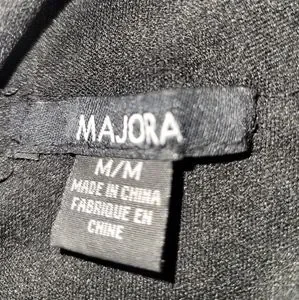 MAJORA
M/M
MADE IN CHINA
FABRIQUE EN
CHINE